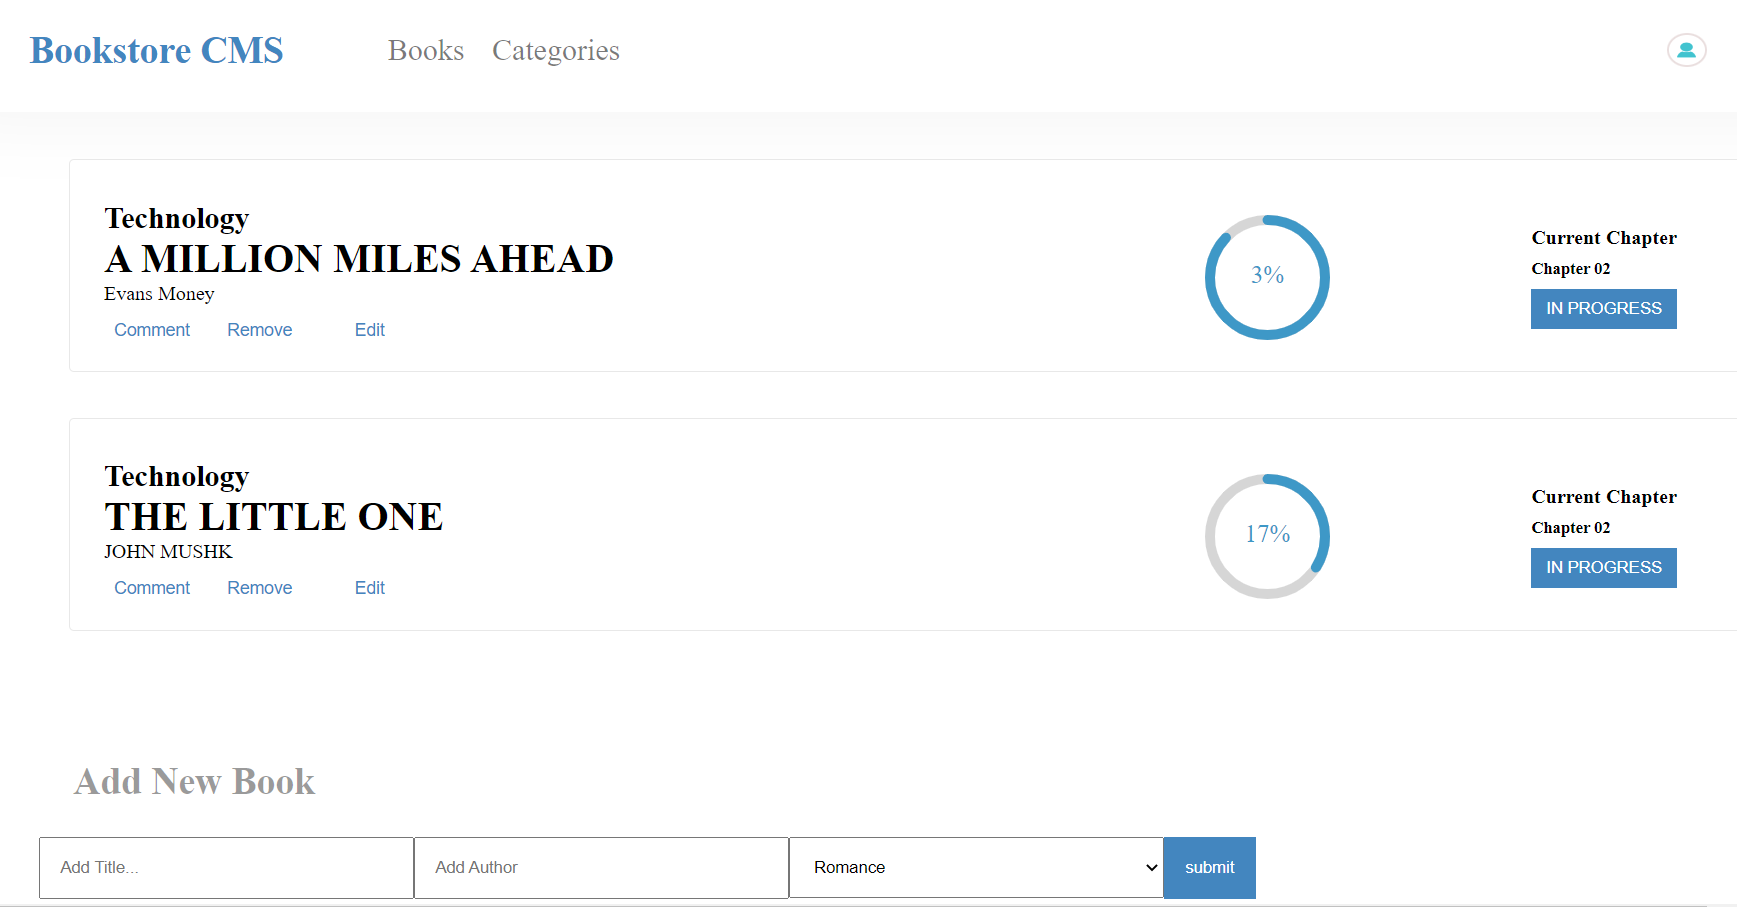 Bookstore CMS Books Categories
Technology
A MILLION MILES AHEAD
Evans Money
Comment Remove Edit
3%
Current Chapter
Chapter 02
IN PROGRESS
Technology
THE LITTLE ONE
JOHN MUSHK
Comment Remove Edit
17%
Current Chapter
Chapter 02
IN PROGRESS
Add New Book
Add Title... Add Author Romance submit